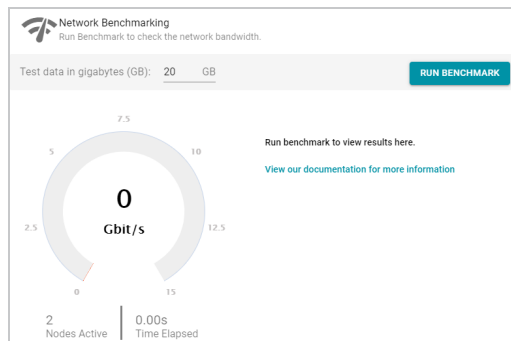 Network Benchmarking
Run Benchmark to check the network bandwidth.
Test data in gigabytes (GB): 20 GB
RUN BENCHMARK
7.5
5
10
Run benchmark to view results here.
View our documentation for more information
0
Gbit/s
2.5
12.5
0
15
2
Nodes Active
0.00s
Time Elapsed